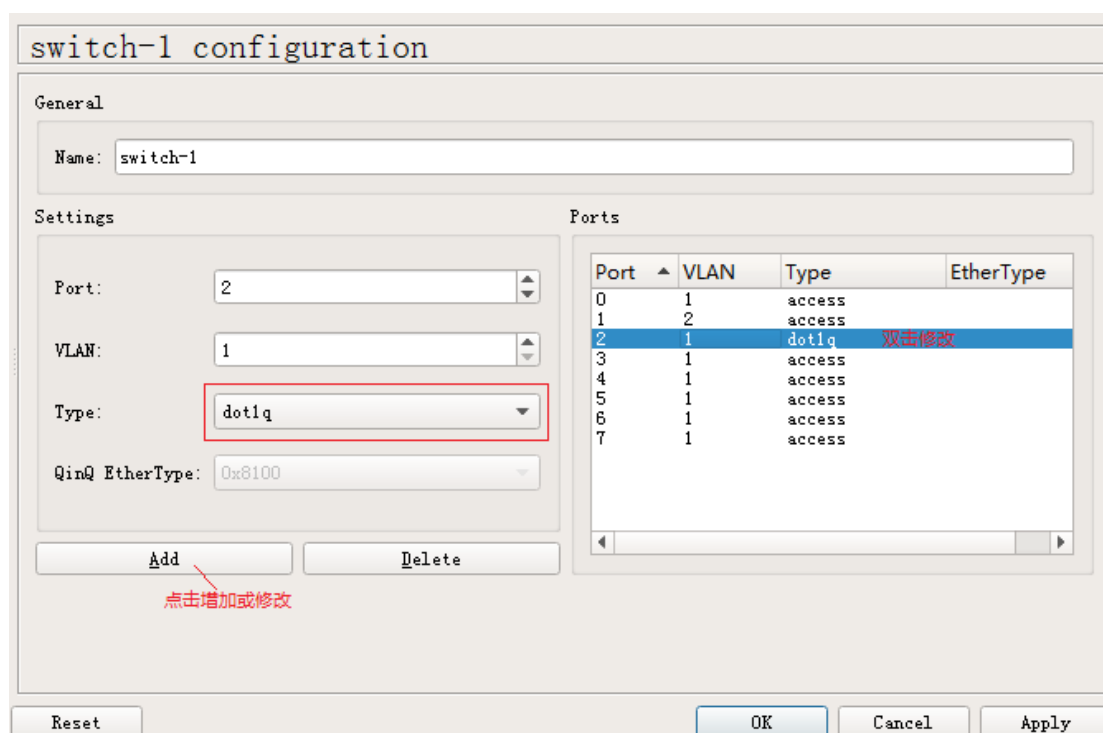 switch-1 configuration
General
Name: switch-1
Settings
Port: 2
VLAN: 1
Type: dot1q
QinQ EtherType: 0x8100
Add Delete
点击增加或修改
Ports
Port VLAN Type EtherType
0 1 access
1 2 access
2 1 dot1q 双击修改
3 1 access
4 1 access
5 1 access
6 1 access
7 1 access
Reset OK Cancel Apply